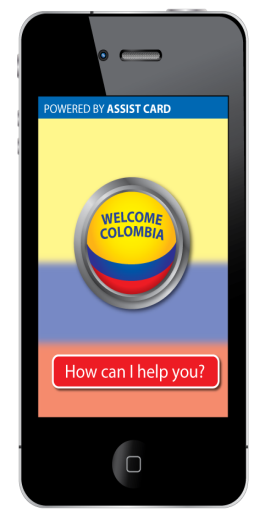 POWERED BY ASSIST CARD
WELCOME
COLOMBIA
How can I help you?